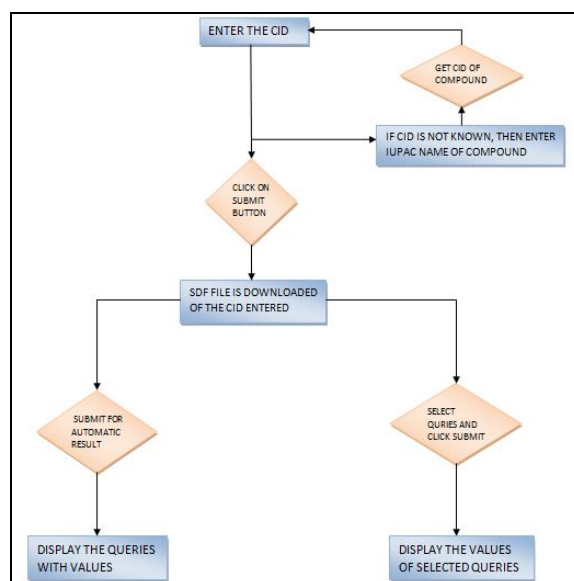 ENTER THE CID
GET CID OF
COMPOUND
IF CID IS NOT KNOWN, THEN ENTER
IUPAC NAME OF COMPOUND
CLICK ON
SUBMIT
BUTTON
SDF FILE IS DOWNLOADED
OF THE CID ENTERED
SUBMIT FOR
AUTOMATIC
RESULT
SELECT
QURIES AND
CLICK SUBMIT
DISPLAY THE QUERIES
WITH VALUES
DISPLAY THE VALUES
OF SELECTED QUERIES